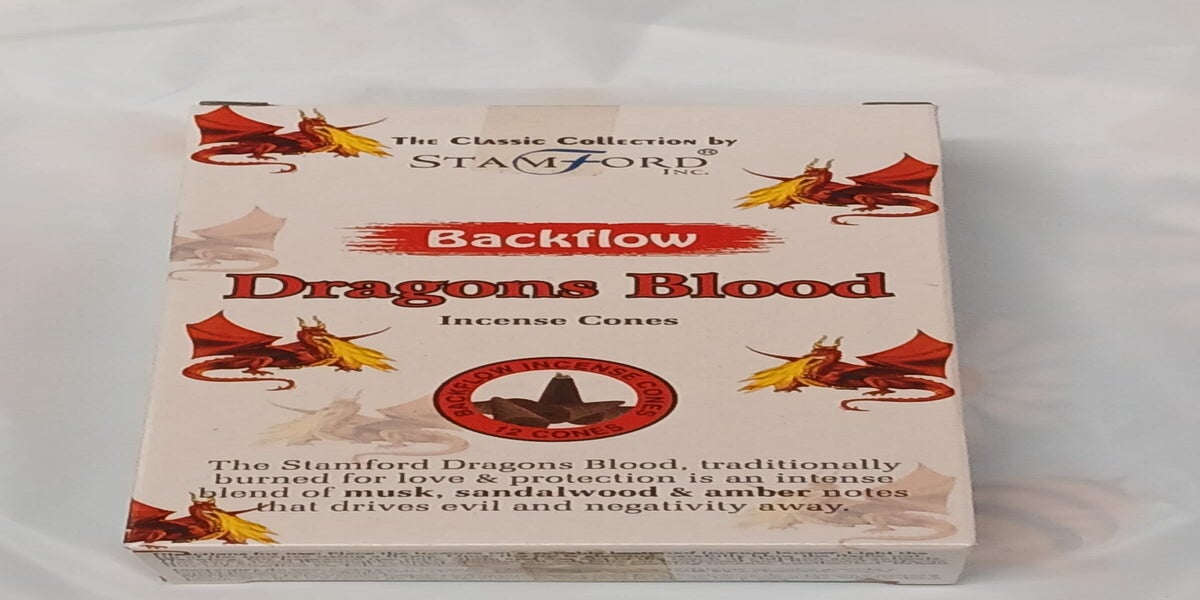 The Classic Collection by
STAMFORD®
INC.
Backflow
Dragons Blood
Incense Cones
BACKFLOW INCENSE CONES
12 CONES
The Stamford Dragons Blood, traditionally
burned for love & protection is an intense
blend of musk, sandalwood & amber notes
that drives evil and negativity away.